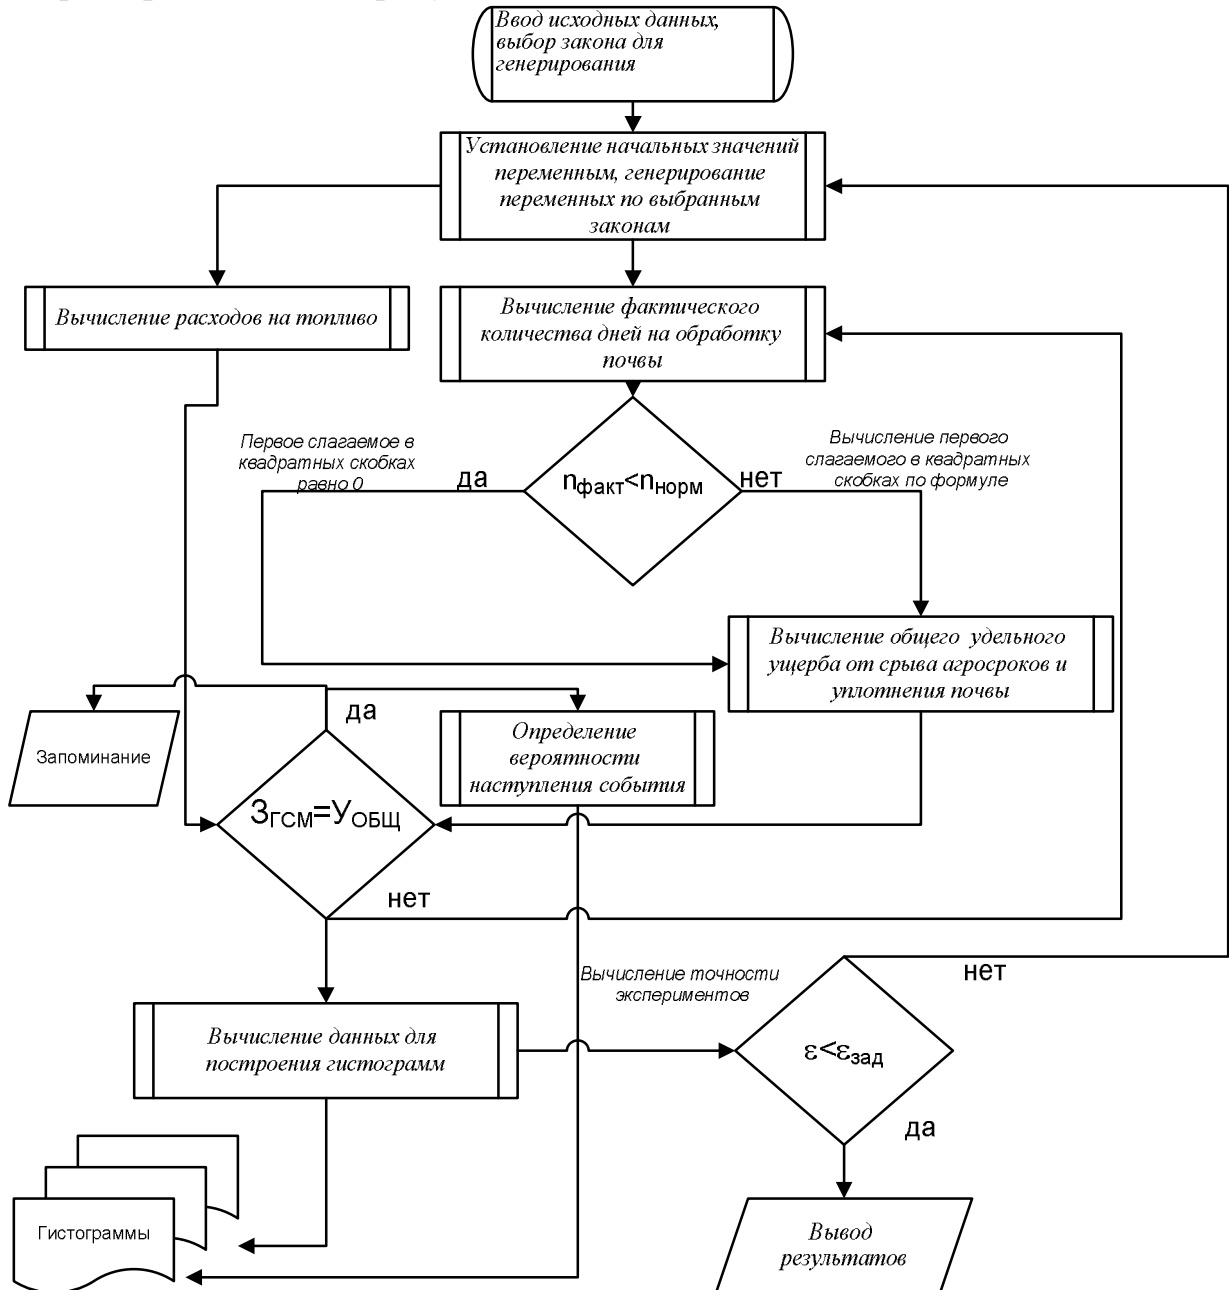 Ввод исходных данных,
выбор закона для
генерирования
Установление начальных значений
переменным, генерирование
переменных по выбранным
законам
Вычисление расходов на топливо
Вычисление фактического
количества дней на обработку
почвы
Первое слагаемое в
квадратных скобках
равно 0
да
nфакт<nнорм
нет
Вычисление первого
слагаемого в квадратных
скобках по формуле
Вычисление общего удельного
ущерба от срыва агросроков и
уплотнения почвы
Запоминание
да
Определение
вероятности
наступления события
ЗГСМ=УОБЩ
нет
Вычисление точности
экспериментов
нет
Вычисление данных для
построения гистограмм
ε<εзад
да
Гистограммы
Вывод
результатов